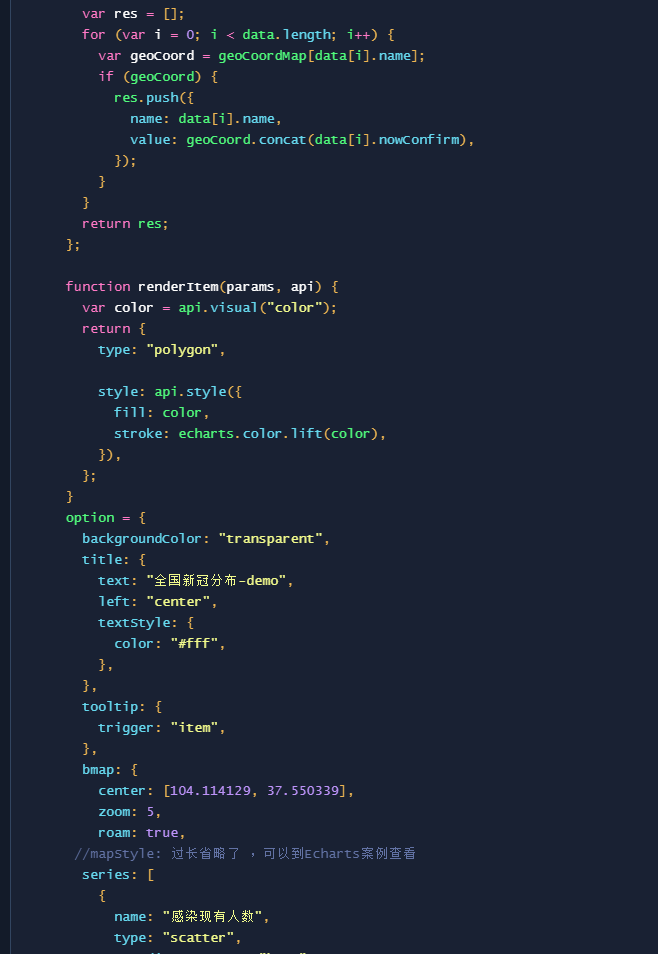 var res = [];
for (var i = 0; i < data.length; i++) {
var geoCoord = geoCoordMap[data[i].name];
if (geoCoord) {
res.push({
name: data[i].name,
value: geoCoord.concat(data[i].nowConfirm),
});
}
}
return res;
};
function renderItem(params, api) {
var color = api.visual("color");
return {
type: "polygon",
style: api.style({
fill: color,
stroke: echarts.color.lift(color),
}),
};
}
option = {
backgroundColor: "transparent",
title: {
text: "全国新冠分布-demo",
left: "center",
textStyle: {
color: "#fff",
},
},
tooltip: {
trigger: "item",
},
bmap: {
center: [104.114129, 37.550339],
zoom: 5,
roam: true,
//mapStyle: 过长省略了 ，可以到Echarts案例查看
series: [
{
name: "感染现有人数",
type: "scatter",